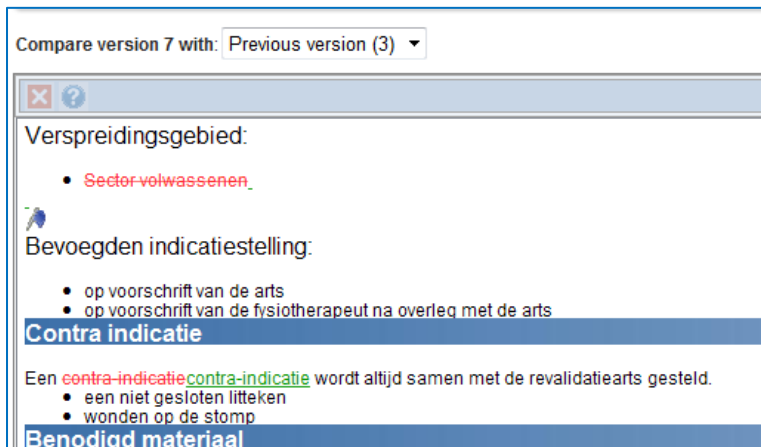 Compare version 7 with: Previous version (3)
Verspreidingsgebied:
Sector volwassenen
Bevoegden indicatiestelling:
op voorschrift van de arts
op voorschrift van de fysiotherapeut na overleg met de arts
Contra indicatie
Een contra-indicatiecontra-indicatie wordt altijd samen met de revalidatiearts gesteld.
een niet gesloten litteken
wonden op de stomp
Benodigd materiaal